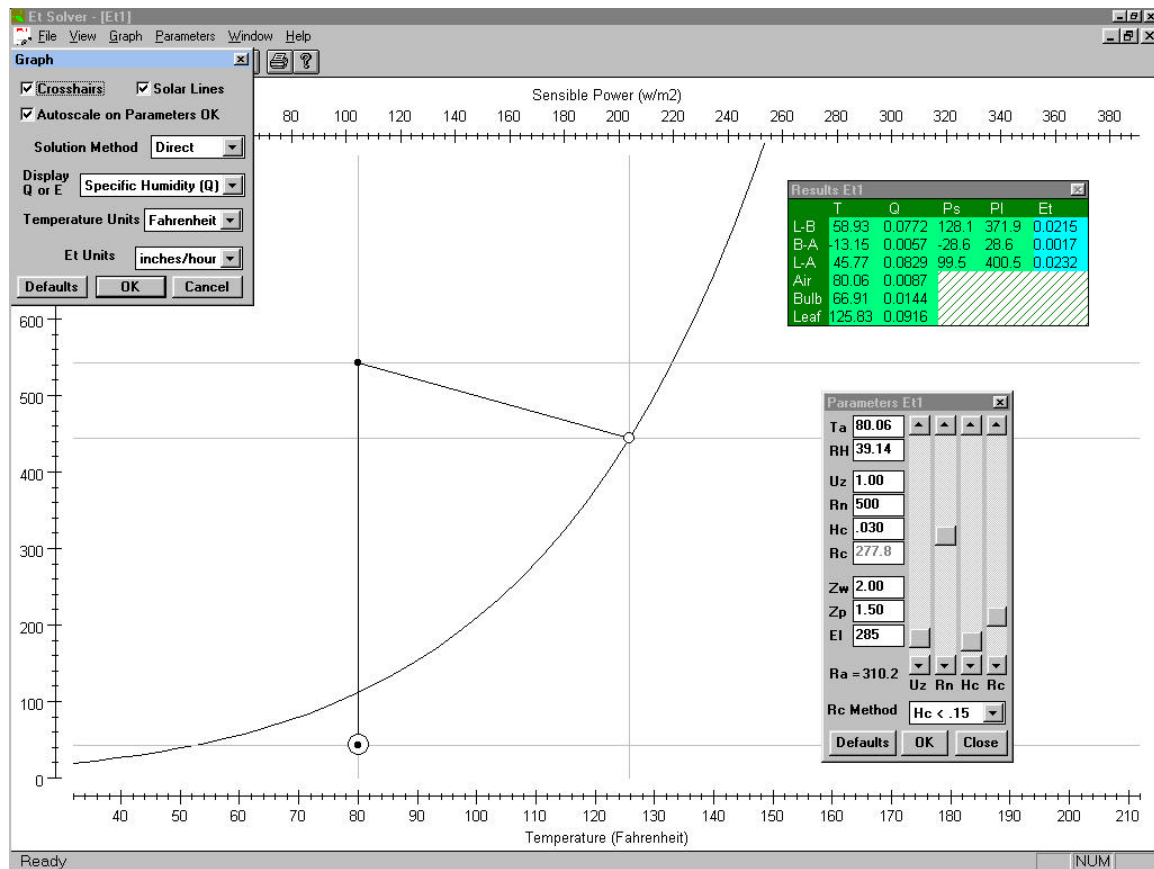 Et Solver - [Et1]
File View Graph Parameters Window Help
Graph
Crosshairs Solar Lines
Autoscale on Parameters OK
Solution Method Direct
Display Q or E Specific Humidity (Q)
Temperature Units Fahrenheit
Et Units inches/hour
Defaults OK Cancel
Sensible Power (w/m2)
80 100 120 140 160 180 200 220 240 260 280 300 320 340 360 380
Results Et1
T Q Ps Pl Et
L-B 58.93 0.0772 128.1 371.9 0.0215
B-A -13.15 0.0057 -28.6 28.6 0.0017
L-A 45.77 0.0829 99.5 400.5 0.0232
Air 80.06 0.0087
Bulb 66.91 0.0144
Leaf 125.83 0.0916
600
500
400
300
200
100
0
Parameters Et1
Ta 80.06
RH 39.14
Uz 1.00
Rn 500
Hc .030
Rc 277.8
Zw 2.00
Zp 1.50
El 285
Ra = 310.2
Uz Rn Hc Rc
Rc Method Hc < .15
Defaults OK Close
40 50 60 70 80 90 100 110 120 130 140 150 160 170 180 190 200 210
Temperature (Fahrenheit)
Ready NUM